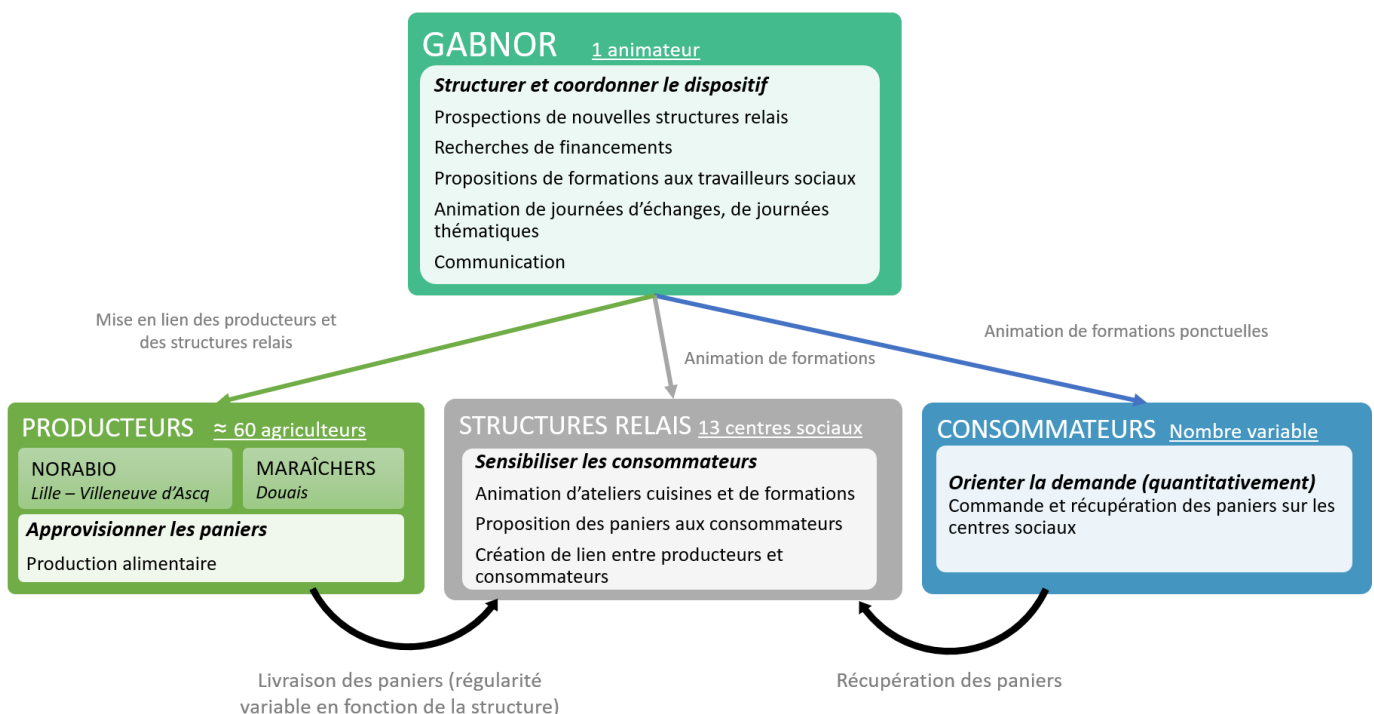 GABNOR 1 animateur
Structurer et coordonner le dispositif
Prospections de nouvelles structures relais
Recherches de financements
Propositions de formations aux travailleurs sociaux
Animation de journées d'échanges, de journées
thématiques
Communication
Mise en lien des producteurs et
des structures relais
Animation de formations
Animation de formations ponctuelles
PRODUCTEURS ≈ 60 agriculteurs
NORABIO
Lille – Villeneuve d'Ascq
MARAÎCHERS
Douais
Approvisionner les paniers
Production alimentaire
STRUCTURES RELAIS 13 centres sociaux
Sensibiliser les consommateurs
Animation d'ateliers cuisines et de formations
Proposition des paniers aux consommateurs
Création de lien entre producteurs et
consommateurs
CONSOMMATEURS Nombre variable
Orienter la demande (quantitativement)
Commande et récupération des paniers sur les
centres sociaux
Livraison des paniers (régularité
variable en fonction de la structure)
Récupération des paniers